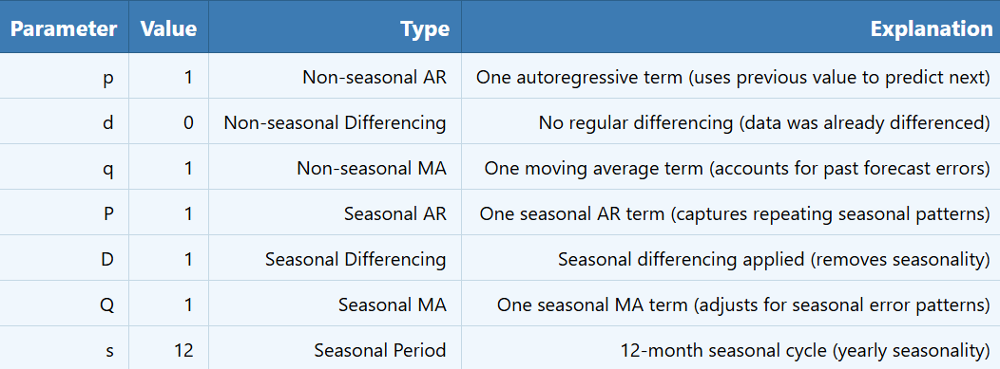 Parameter Value Type Explanation
p 1 Non-seasonal AR One autoregressive term (uses previous value to predict next)
d 0 Non-seasonal Differencing No regular differencing (data was already differenced)
q 1 Non-seasonal MA One moving average term (accounts for past forecast errors)
P 1 Seasonal AR One seasonal AR term (captures repeating seasonal patterns)
D 1 Seasonal Differencing Seasonal differencing applied (removes seasonality)
Q 1 Seasonal MA One seasonal MA term (adjusts for seasonal error patterns)
s 12 Seasonal Period 12-month seasonal cycle (yearly seasonality)